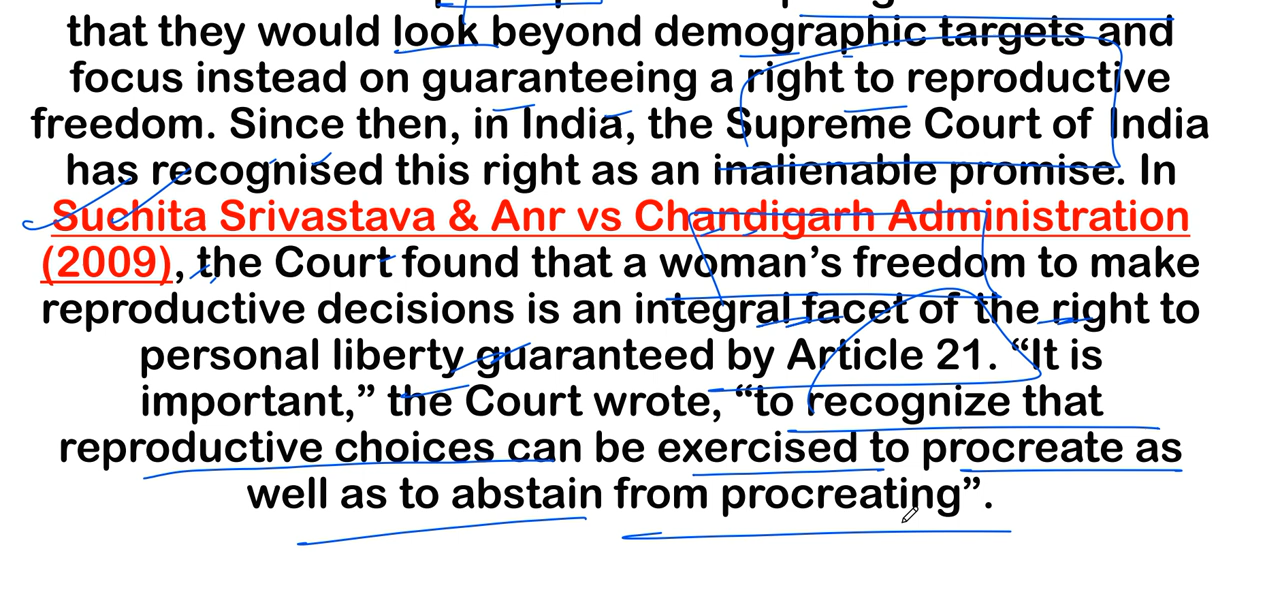 that they would look beyond demographic targets and
focus instead on guaranteeing a right to reproductive
freedom. Since then, in India, the Supreme Court of India
has recognised this right as an inalienable promise. In
Suchita Srivastava & Anr vs Chandigarh Administration
(2009), the Court found that a woman’s freedom to make
reproductive decisions is an integral facet of the right to
personal liberty guaranteed by Article 21. “It is
important,” the Court wrote, “to recognize that
reproductive choices can be exercised to procreate as
well as to abstain from procreating”.